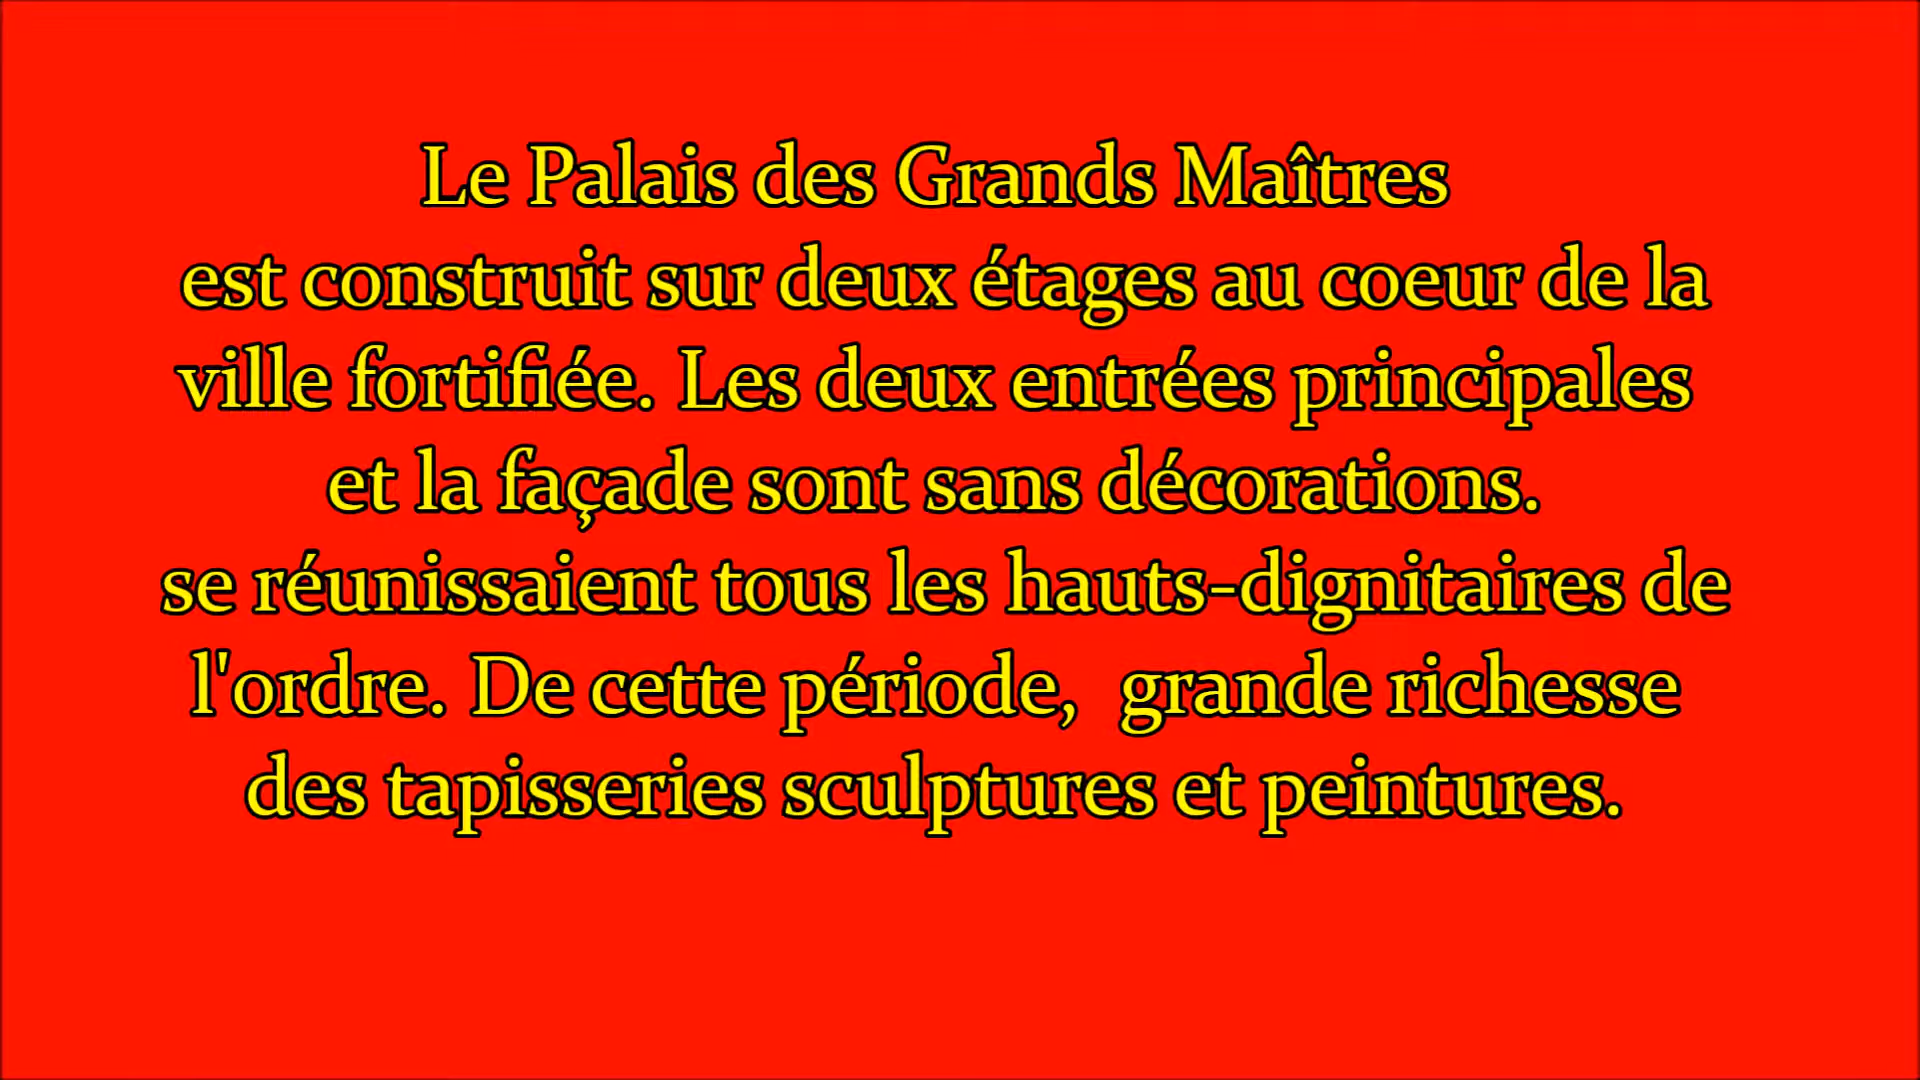 Le Palais des Grands Maîtres
est construit sur deux étages au coeur de la
ville fortifiée. Les deux entrées principales
et la façade sont sans décorations.
se réunissaient tous les hauts-dignitaires de
l'ordre. De cette période,  grande richesse
des tapisseries sculptures et peintures.